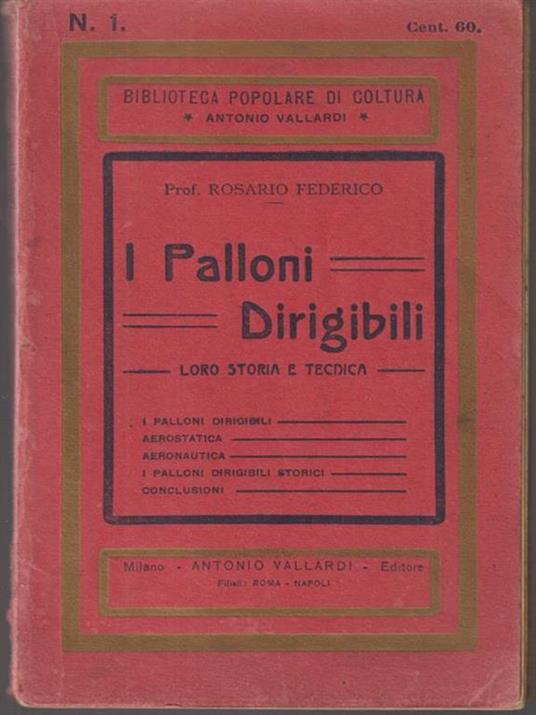 N. 1. Cent. 60.
BIBLIOTECA POPOLARE DI COLTURA
* ANTONIO VALLARDI *
Prof. ROSARIO FEDERICO
I Palloni
Dirigibili
LORO STORIA E TECNICA
I PALLONI DIRIGIBILI
AEROSTATICA
AERONAUTICA
I PALLONI DIRIGIBILI STORICI
CONCLUSIONI
Milano - ANTONIO VALLARDI - Editore
Filiali: ROMA - NAPOLI